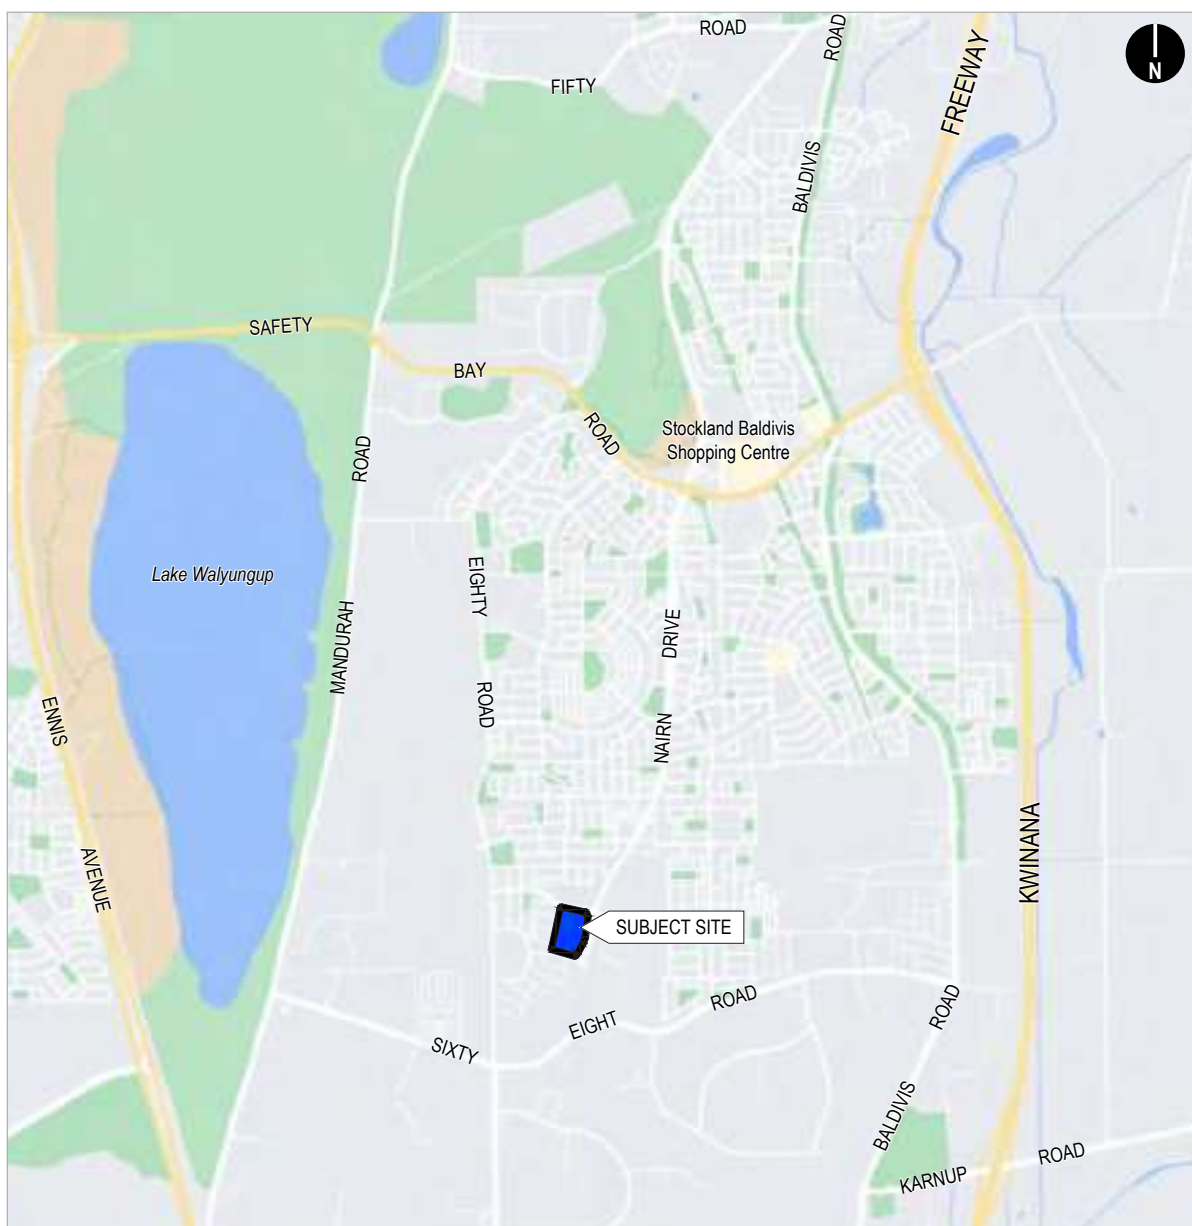 ROAD
FIFTY
ROAD
FREEWAY
N
BALDIVIS
SAFETY
BAY
ROAD
Stockland Baldivis
Shopping Centre
ROAD
Lake Walyungup
EIGHTY
DRIVE
MANDURAH
ROAD
ENNIS
NAIRN
KWINANA
AVENUE
SUBJECT SITE
ROAD
EIGHT
ROAD
SIXTY
BALDIVIS
ROAD
KARNUP